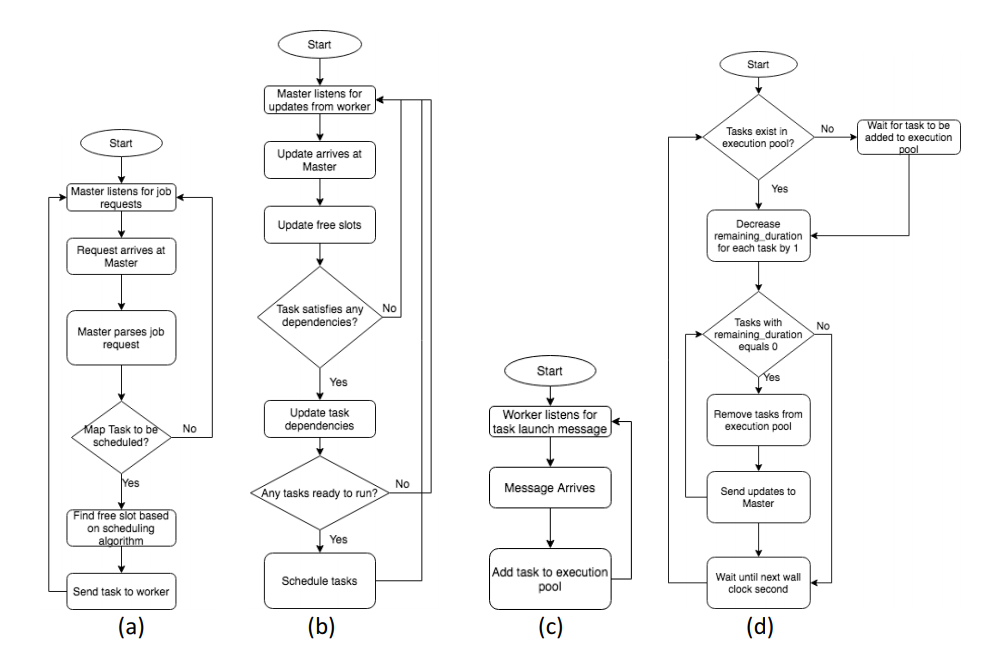 Start
Master listens for job
requests
Request arrives at
Master
Master parses job
request
Map Task to be
scheduled?
No
Yes
Find free slot based
on scheduling
algorithm
Send task to worker
(a)
Start
Master listens for
updates from worker
Update arrives at
Master
Update free slots
Task satisfies any
dependencies?
No
Yes
Update task
dependencies
Any tasks ready to run?
No
Yes
Schedule tasks
(b)
Start
Worker listens for
task launch message
Message Arrives
Add task to execution
pool
(c)
Start
Tasks exist in
execution pool?
No
Wait for task to be
added to execution
pool
Yes
Decrease
remaining_duration
for each task by 1
Tasks with
remaining_duration
equals 0
No
Yes
Remove tasks from
execution pool
Send updates to
Master
Wait until next wall
clock second
(d)